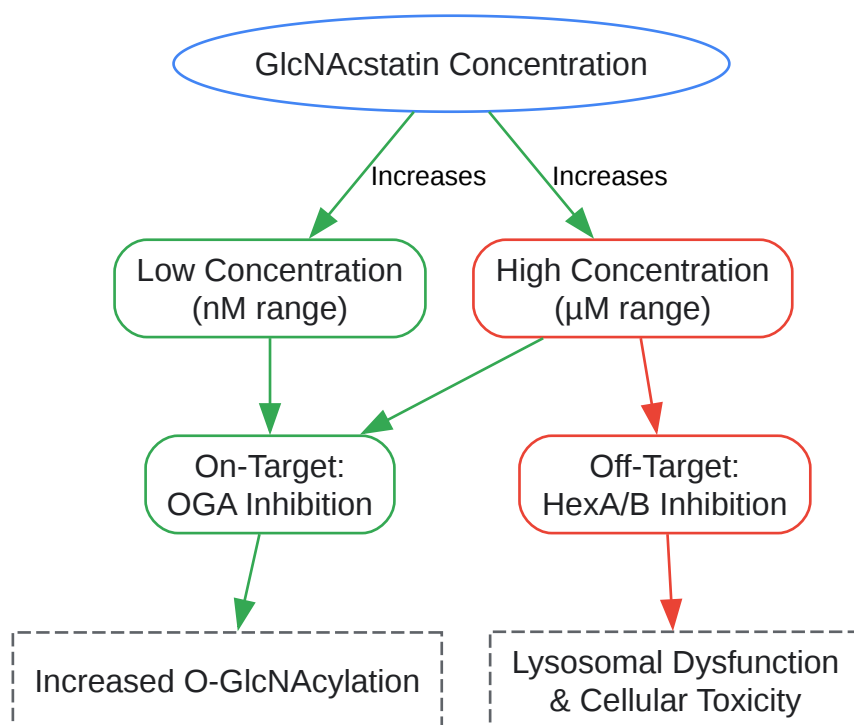 GlcNAcstatin Concentration
Increases
Increases
Low Concentration
(nM range)
High Concentration
(µM range)
On-Target:
OGA Inhibition
Off-Target:
HexA/B Inhibition
Increased O-GlcNAcylation
Lysosomal Dysfunction
& Cellular Toxicity